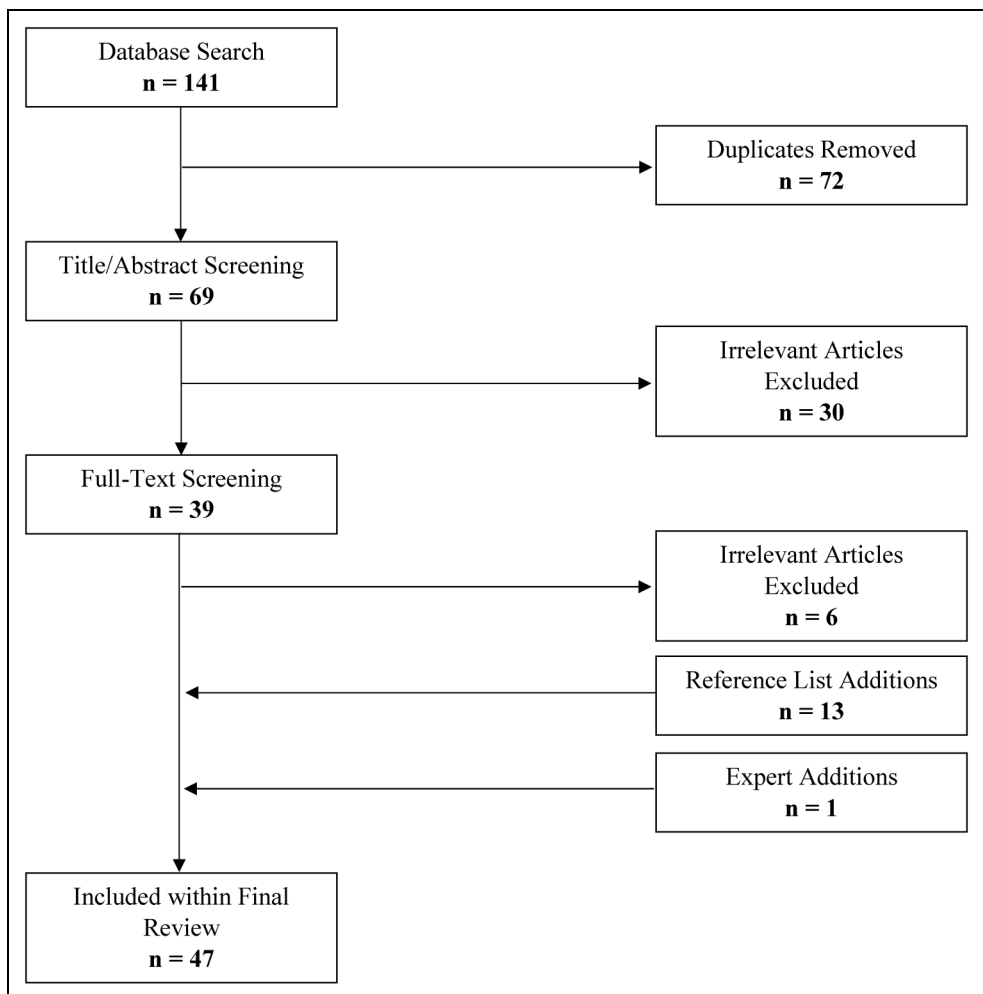 Database Search
n = 141
Duplicates Removed
n = 72
Title/Abstract Screening
n = 69
Irrelevant Articles
Excluded
n = 30
Full-Text Screening
n = 39
Irrelevant Articles
Excluded
n = 6
Reference List Additions
n = 13
Expert Additions
n = 1
Included within Final
Review
n = 47